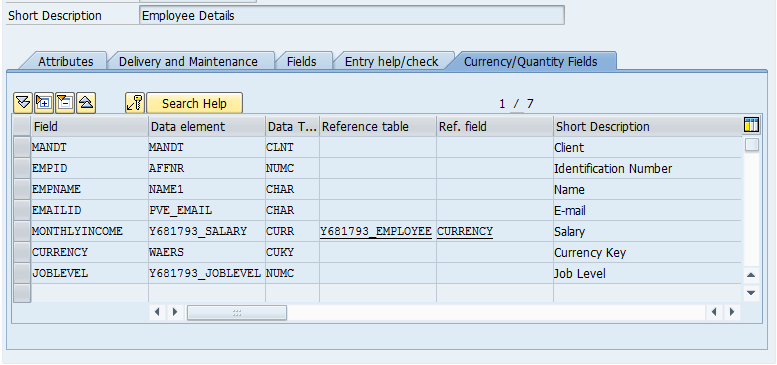 Short Description Employee Details
Attributes Delivery and Maintenance Fields Entry help/check Currency/Quantity Fields
Search Help 1 / 7
Field Data element Data T... Reference table Ref. field Short Description
MANDT MANDT CLNT Client
EMPID AFFNR NUMC Identification Number
EMPNAME NAME1 CHAR Name
EMAILID PVE_EMAIL CHAR E-mail
MONTHLYINCOME Y681793_SALARY CURR Y681793_EMPLOYEE CURRENCY Salary
CURRENCY WAERS CUKY Currency Key
JOBLEVEL Y681793_JOBLEVEL NUMC Job Level